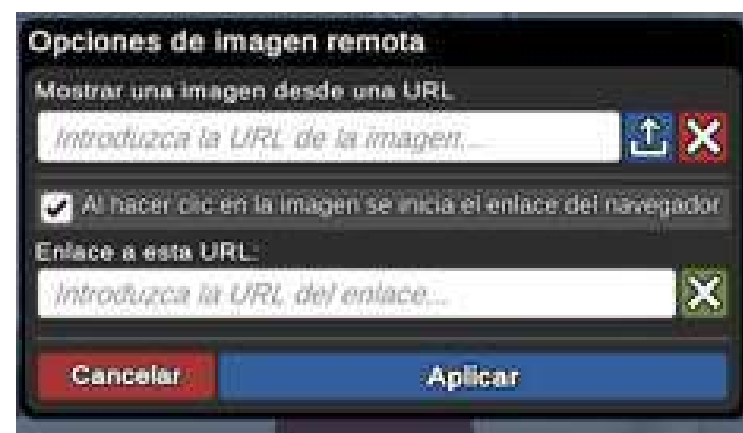 Opciones de imagen remota
Mostrar una imagen desde una URL
Introduzca la URL de la imagen...
Al hacer clic en la imagen se inicia el enlace del navegador
Enlace a esta URL:
Introduzca la URL del enlace...
Cancelar
Aplicar